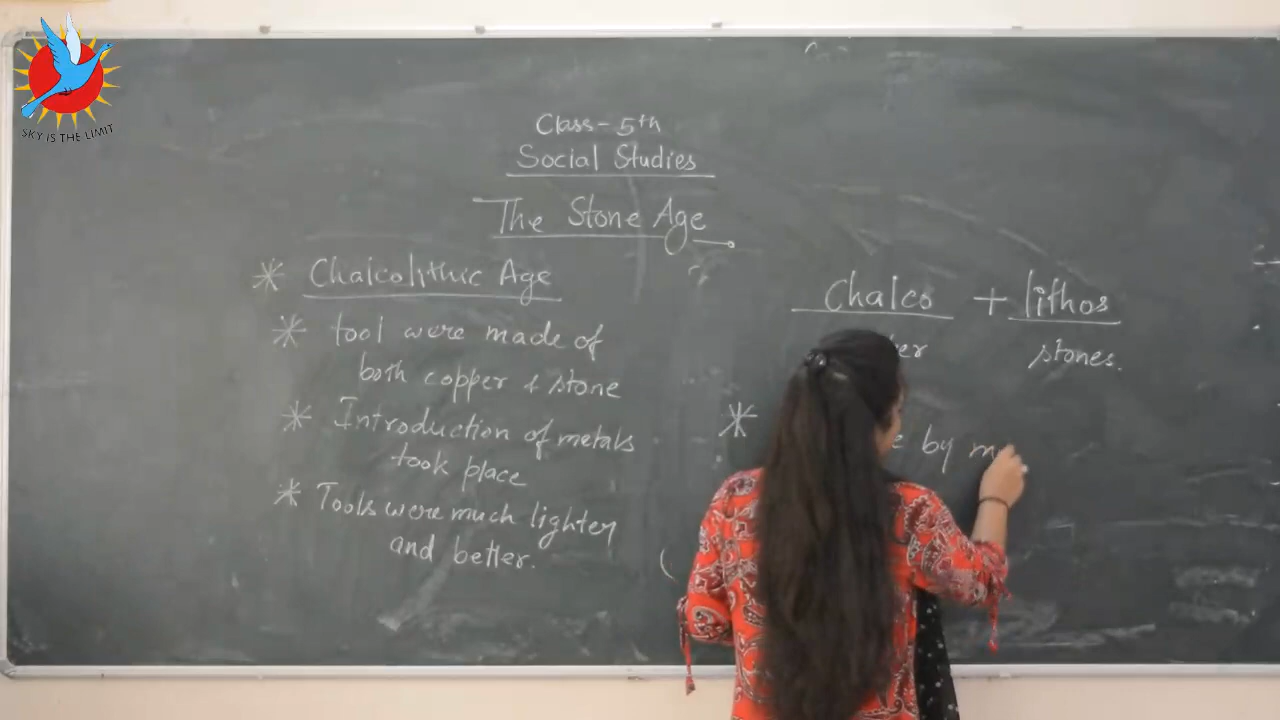 SKY IS THE LIMIT
Class - 5th
Social Studies
The Stone Age
Chalcolithic Age
tool were made of
both copper & stone
Introduction of metals
took place
Tools were much lighter
and better.
Chalco + lithos
stones.
by